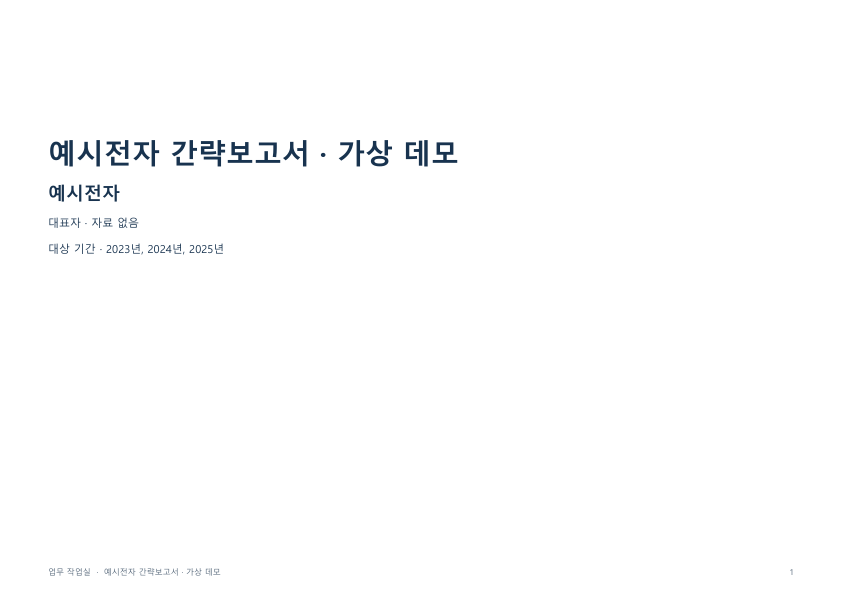 예시전자 간략보고서 · 가상 데모
예시전자
대표자 · 자료 없음
대상 기간 · 2023년, 2024년, 2025년
업무 작업실 · 예시전자 간략보고서 · 가상 데모
1